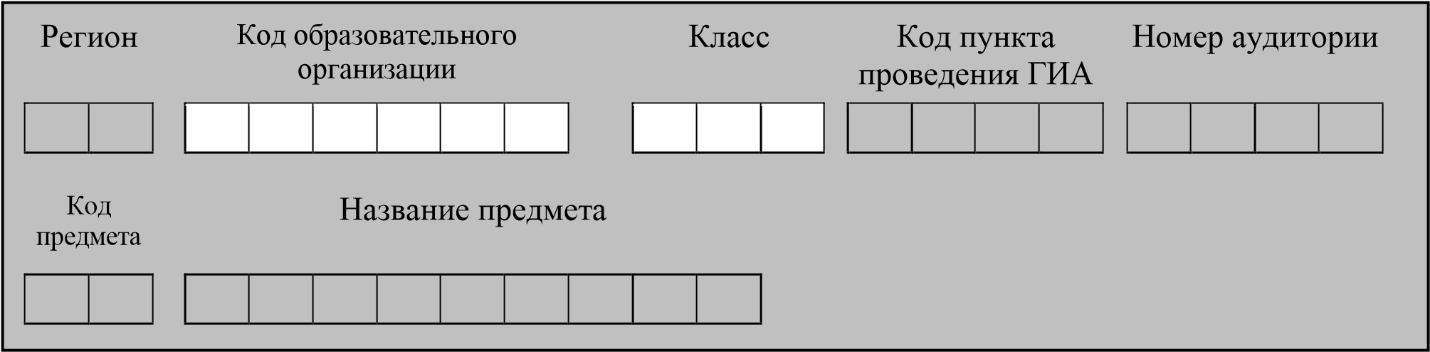 Регион
Код образовательного
организации
Класс
Код пункта
проведения ГИА
Номер аудитории
Код
предмета
Название предмета